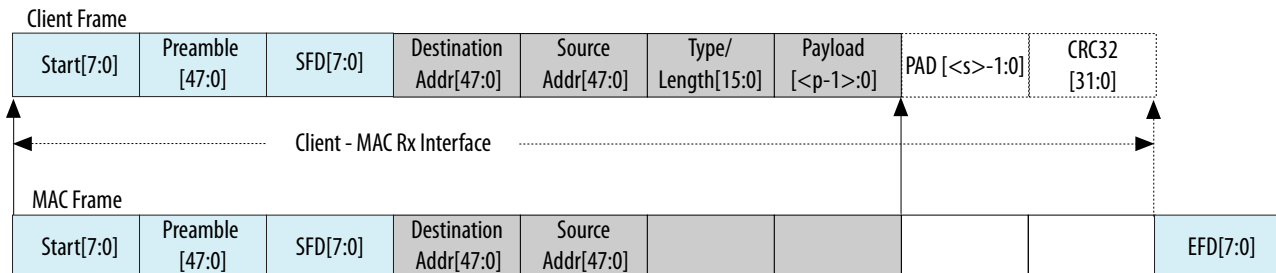 Client Frame
Start[7:0]
Preamble
[47:0]
SFD[7:0]
Destination
Addr[47:0]
Source
Addr[47:0]
Type/
Length[15:0]
Payload
[<p-1>:0]
PAD [<s>-1:0]
CRC32
[31:0]
Client - MAC Rx Interface
MAC Frame
Start[7:0]
Preamble
[47:0]
SFD[7:0]
Destination
Addr[47:0]
Source
Addr[47:0]
EFD[7:0]